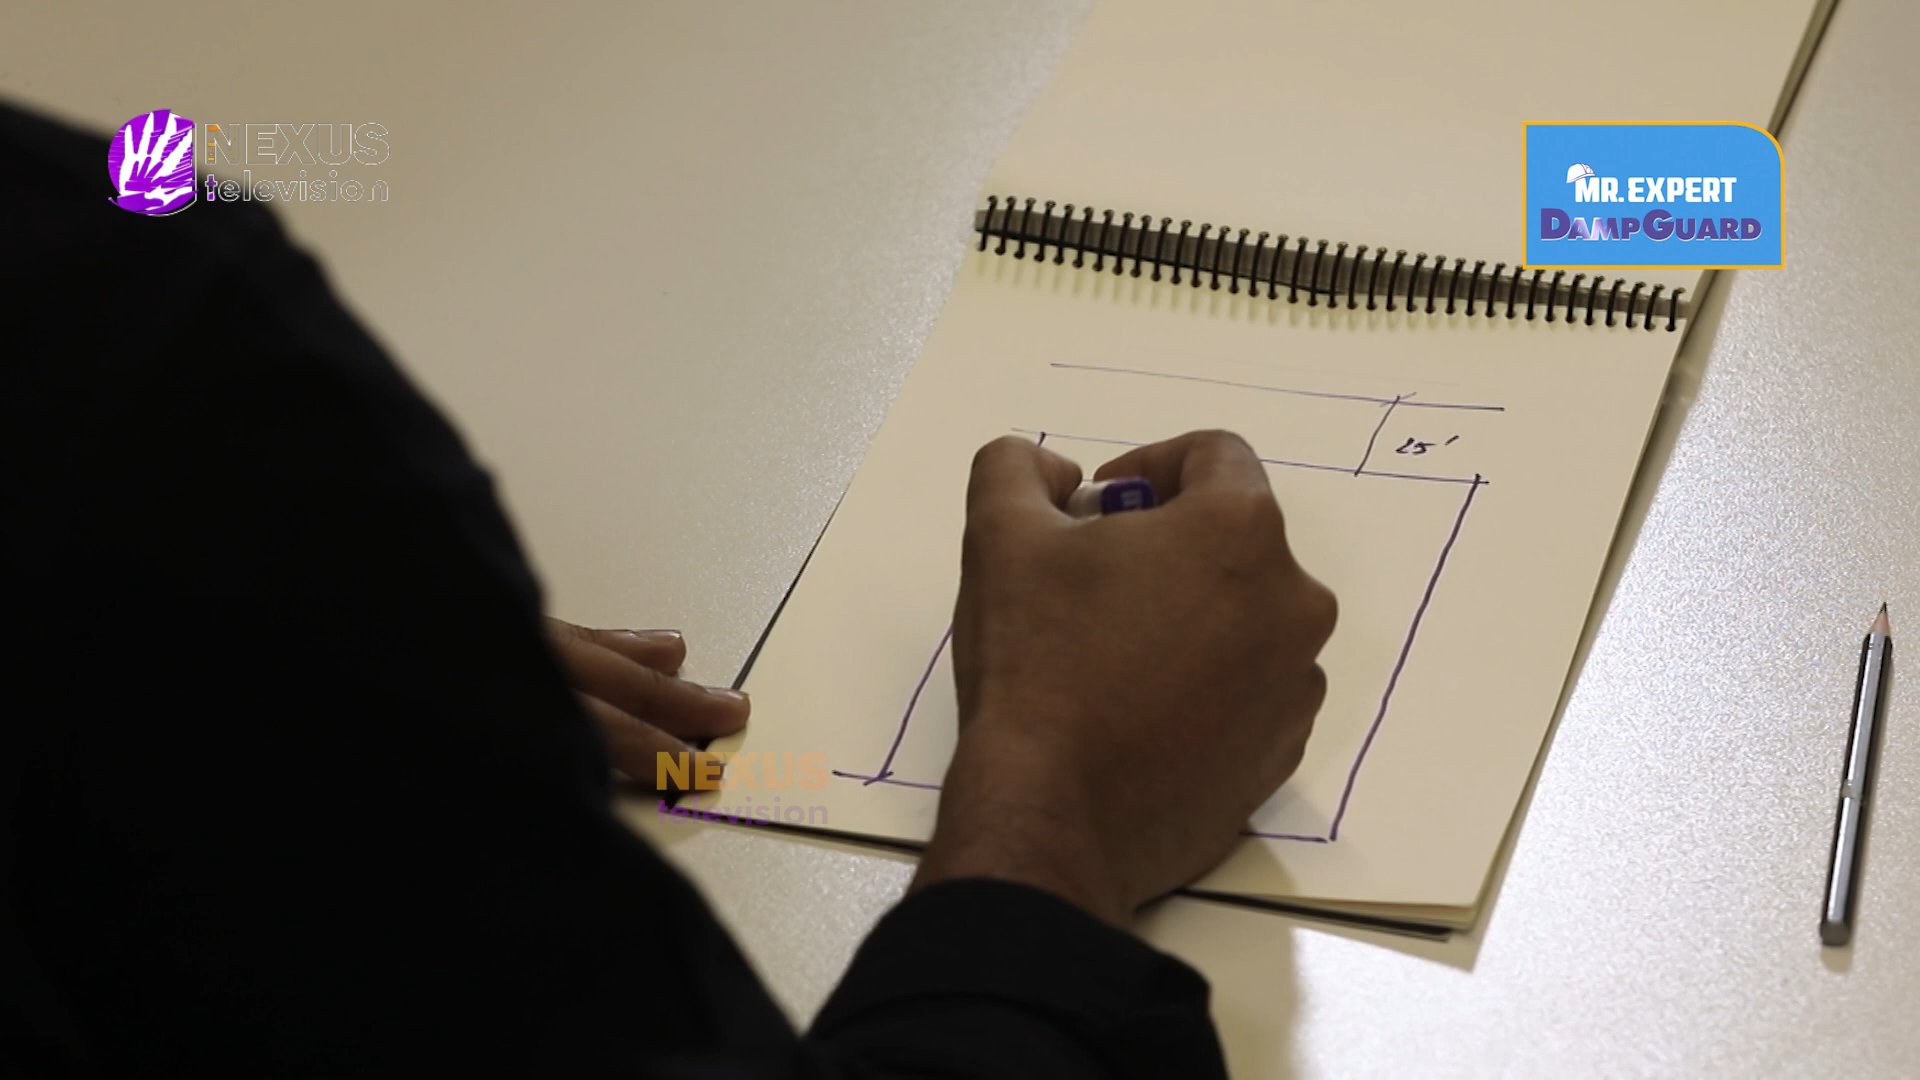 NEXUS
television
MR. EXPERT
DAMPGUARD
25'
NEXUS
television